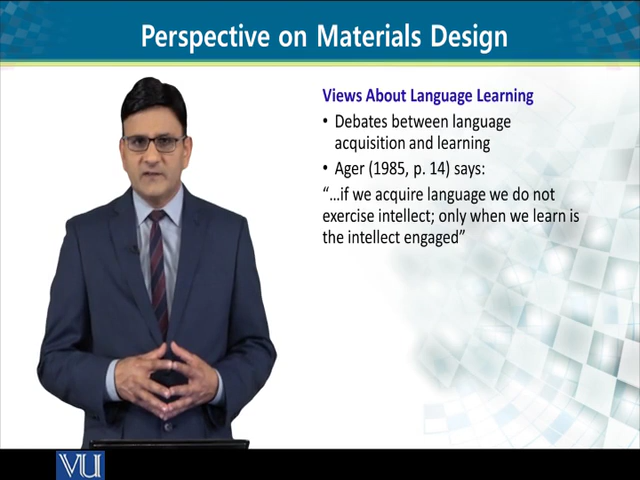 Perspective on Materials Design
Views About Language Learning
• Debates between language
acquisition and learning
• Ager (1985, p. 14) says:
“…if we acquire language we do not
exercise intellect; only when we learn is
the intellect engaged”
VU